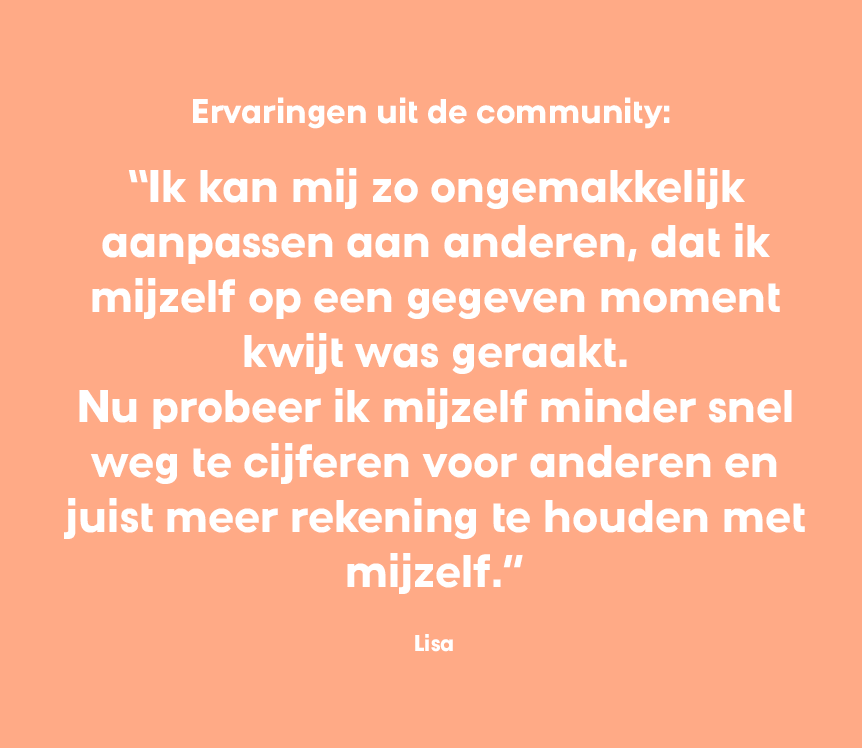 Ervaringen uit de community:
“Ik kan mij zo ongemakkelijk
aanpassen aan anderen, dat ik
mijzelf op een gegeven moment
kwijt was geraakt.
Nu probeer ik mijzelf minder snel
weg te cijferen voor anderen en
juist meer rekening te houden met
mijzelf.”
Lisa